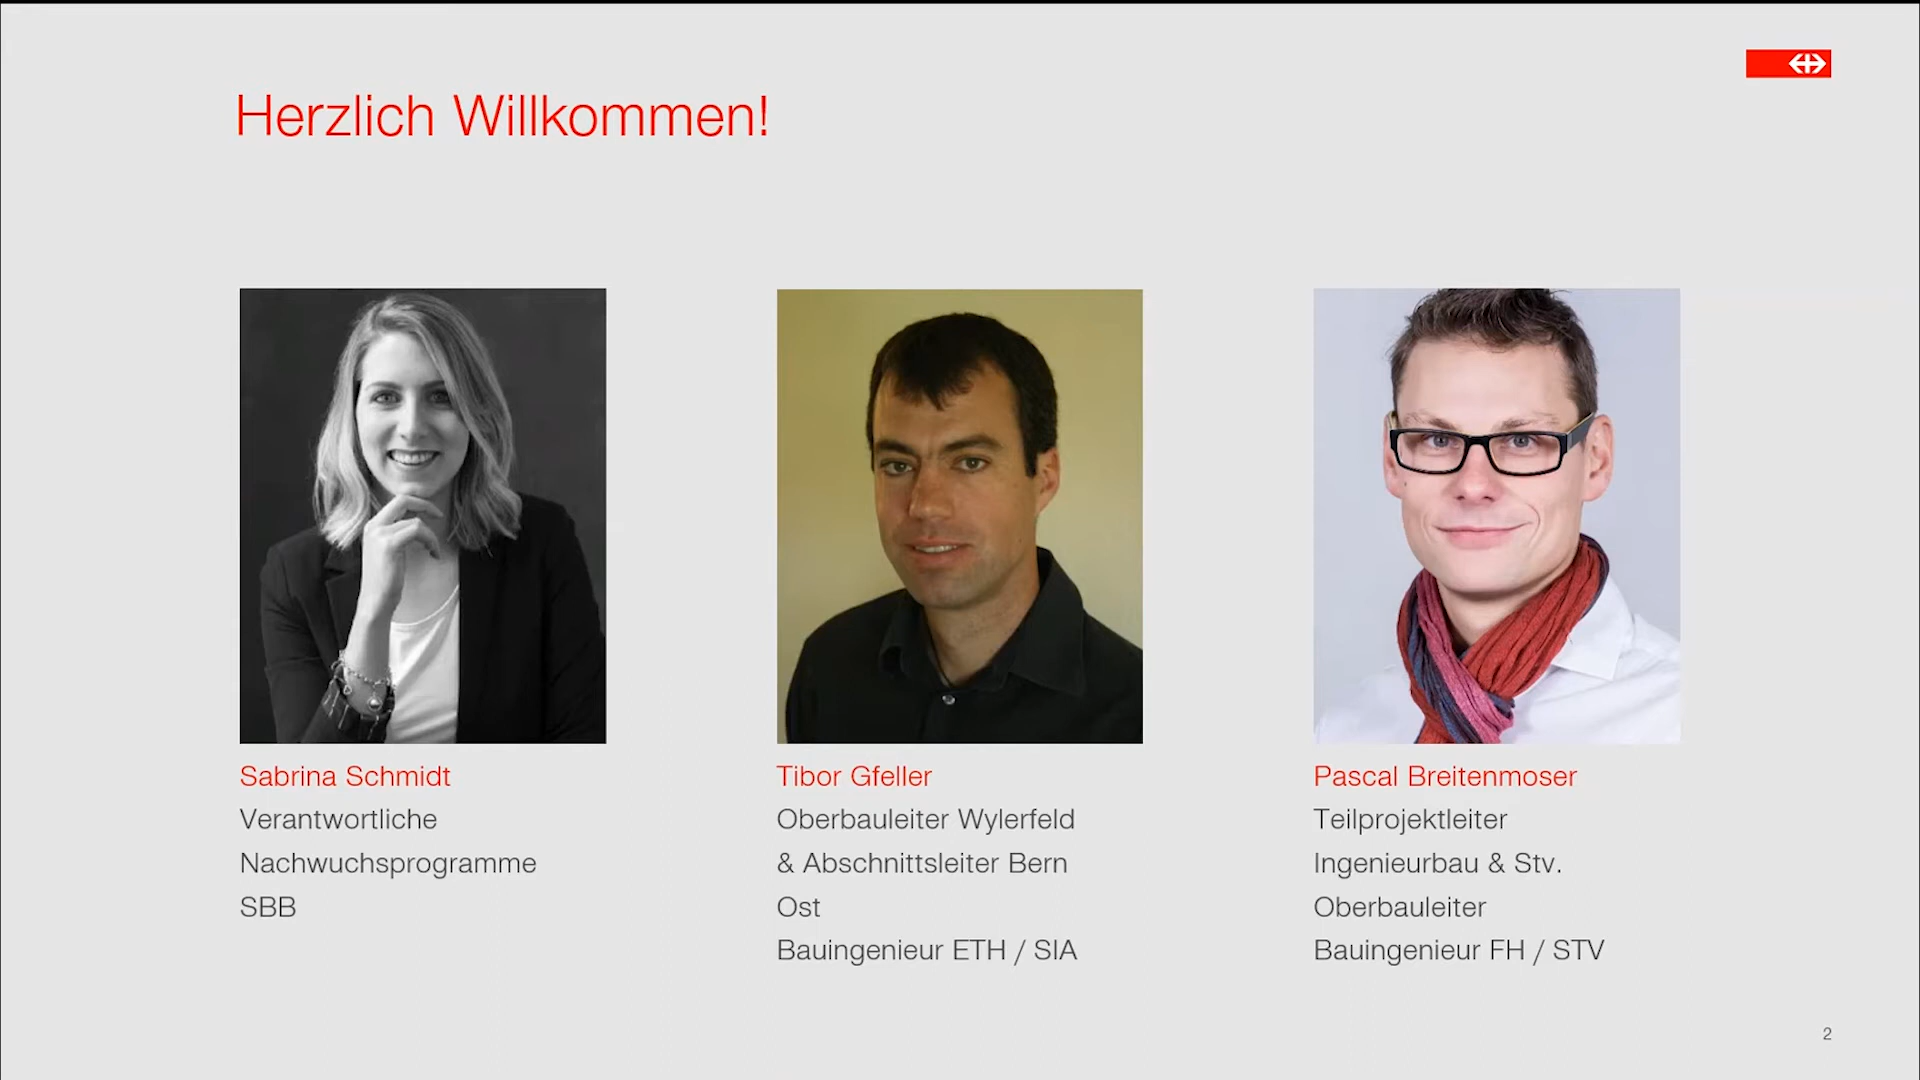 Herzlich Willkommen!
Sabrina Schmidt
Verantwortliche
Nachwuchsprogramme
SBB
Tibor Gfeller
Oberbauleiter Wylerfeld
& Abschnittsleiter Bern
Ost
Bauingenieur ETH / SIA
Pascal Breitenmoser
Teilprojektleiter
Ingenieurbau & Stv.
Oberbauleiter
Bauingenieur FH / STV
2